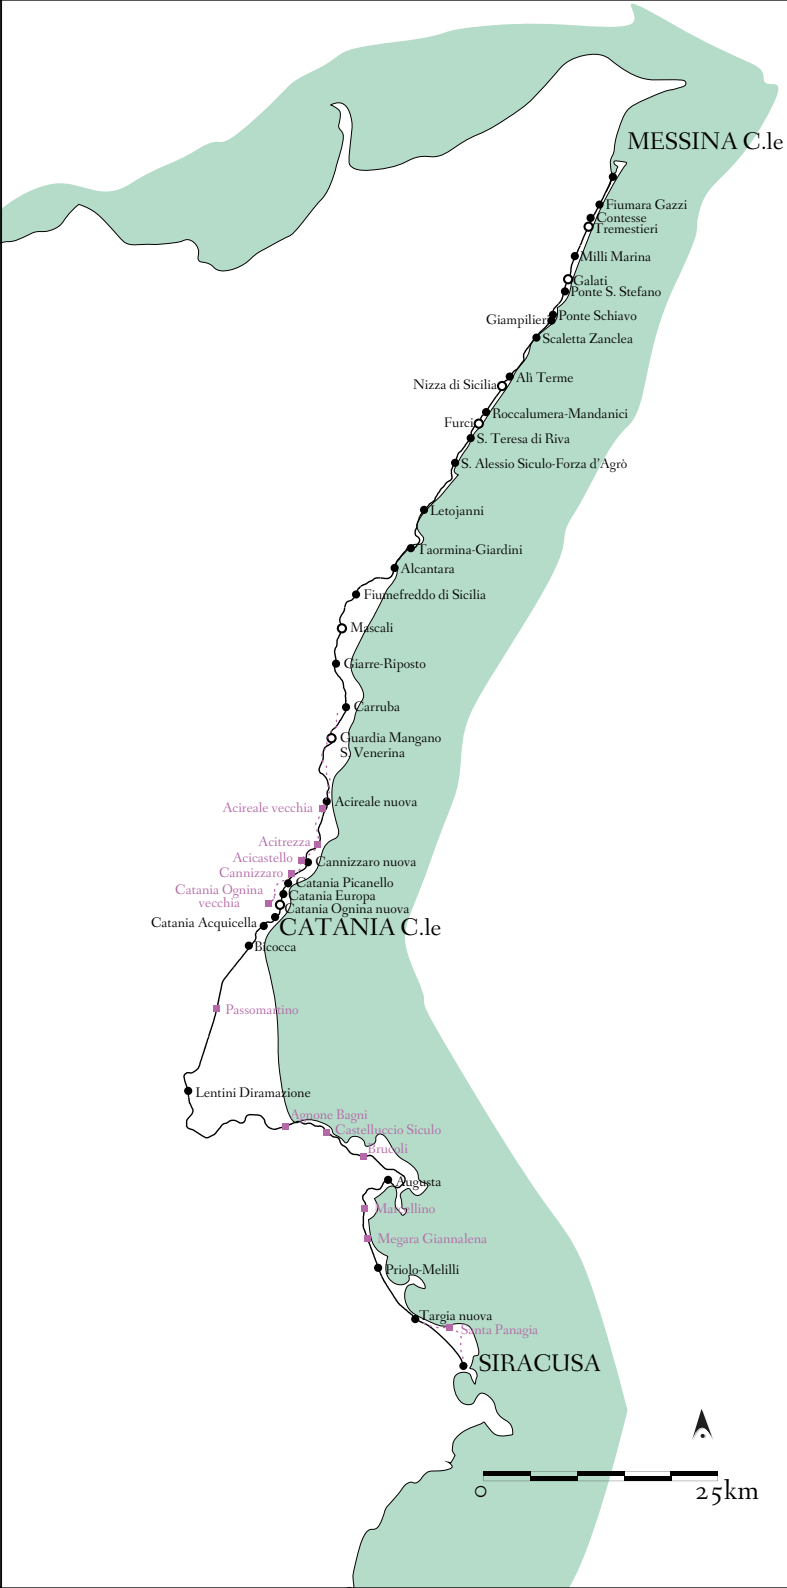 MESSINA C.le
Fiumara Gazzi
Contesse
Tremestieri
Milli Marina
Galati
Ponte S. Stefano
Ponte Schiavo
Giampilieri
Scaletta Zanclea
Alì Terme
Nizza di Sicilia
Roccalumera-Mandanici
Furci
S. Teresa di Riva
S. Alessio Siculo-Forza d'Agrò
Letojanni
Taormina-Giardini
Alcantara
Fiumefreddo di Sicilia
Mascali
Giarre-Riposto
Carruba
Guardia Mangano
S. Venerina
Acireale nuova
Acireale vecchia
Acitrezza
Acicastello
Cannizzaro nuova
Cannizzaro
Catania Picanello
Catania Ognina
vecchia
Catania Europa
Catania Ognina nuova
Catania Acquicella
CATANIA C.le
Bicocca
Passomartino
Lentini Diramazione
Agnone Bagni
Castelluccio Siculo
Brucoli
Augusta
Marcellino
Megara Giannalena
Priolo-Melilli
Targia nuova
Santa Panagia
SIRACUSA
0
25km